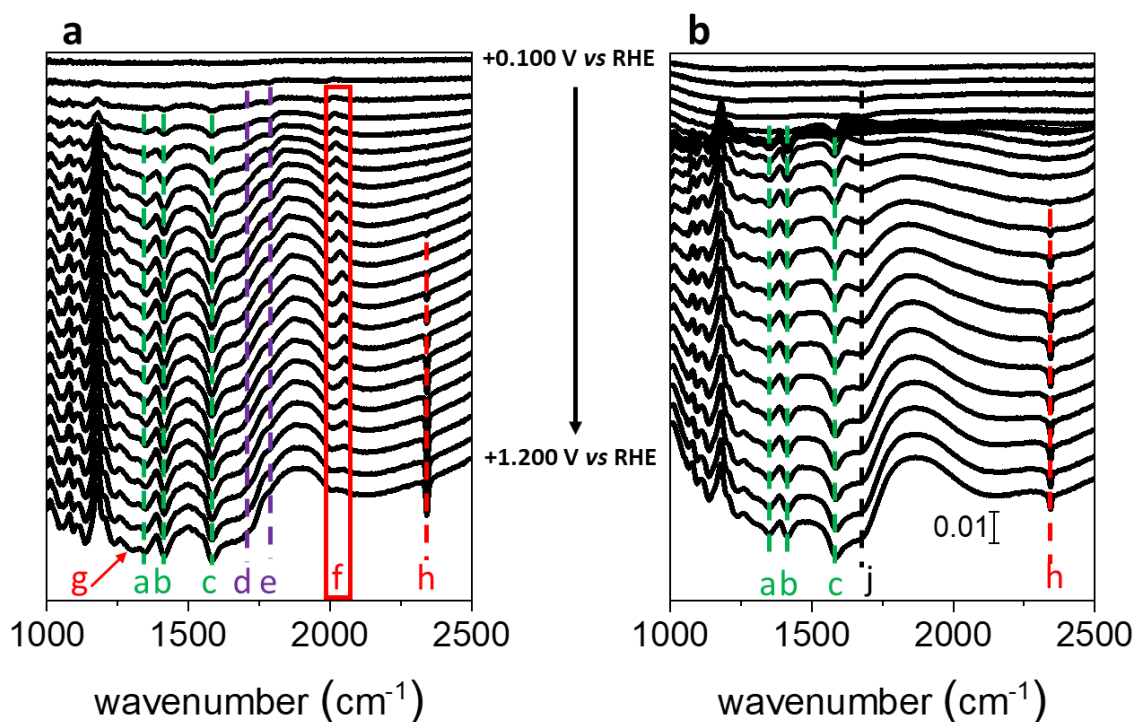 a
+0.100 V vs RHE
b
+1.200 V vs RHE
0.01
g a b c d e f h
a b c j h
1000 1500 2000 2500
1000 1500 2000 2500
wavenumber (cm-1)
wavenumber (cm-1)